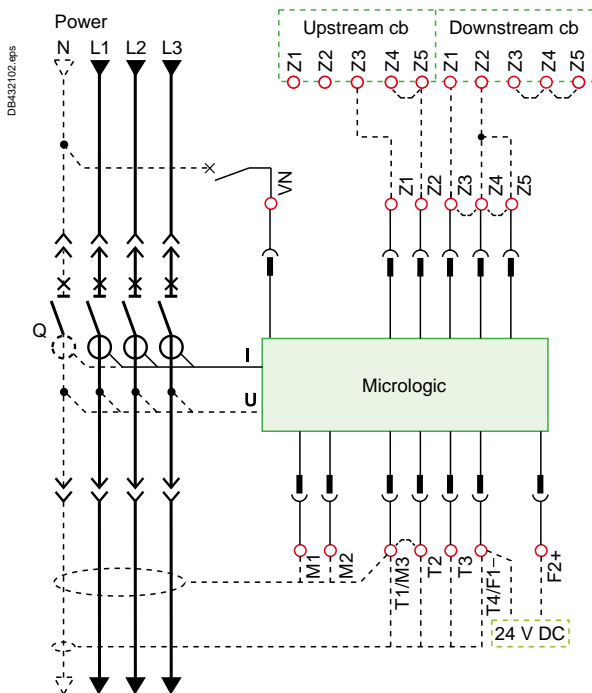 Power
Upstream cb
Downstream cb
N
L1
L2
L3
Z1
Z2
Z3
Z4
Z5
Z1
Z2
Z3
Z4
Z5
DB432102.eps
VN
Z1
Z2
Z3
Z4
Z5
Q
I
U
Micrologic
M1
M2
T1/M3
T2
T3
T4/F1–
F2+
24 V DC